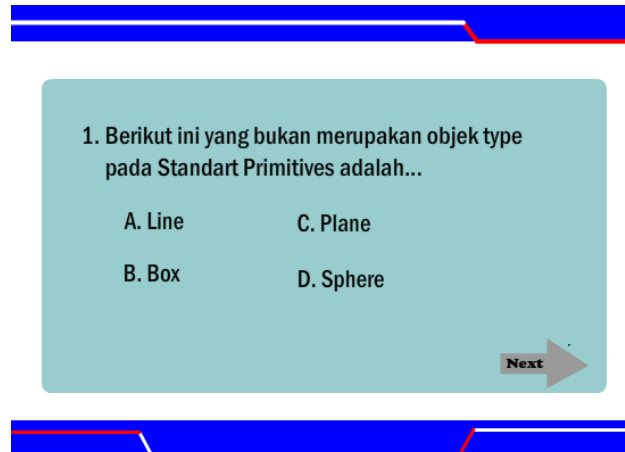 1. Berikut ini yang bukan merupakan objek type
pada Standart Primitives adalah...
A. Line
C. Plane
B. Box
D. Sphere
Next